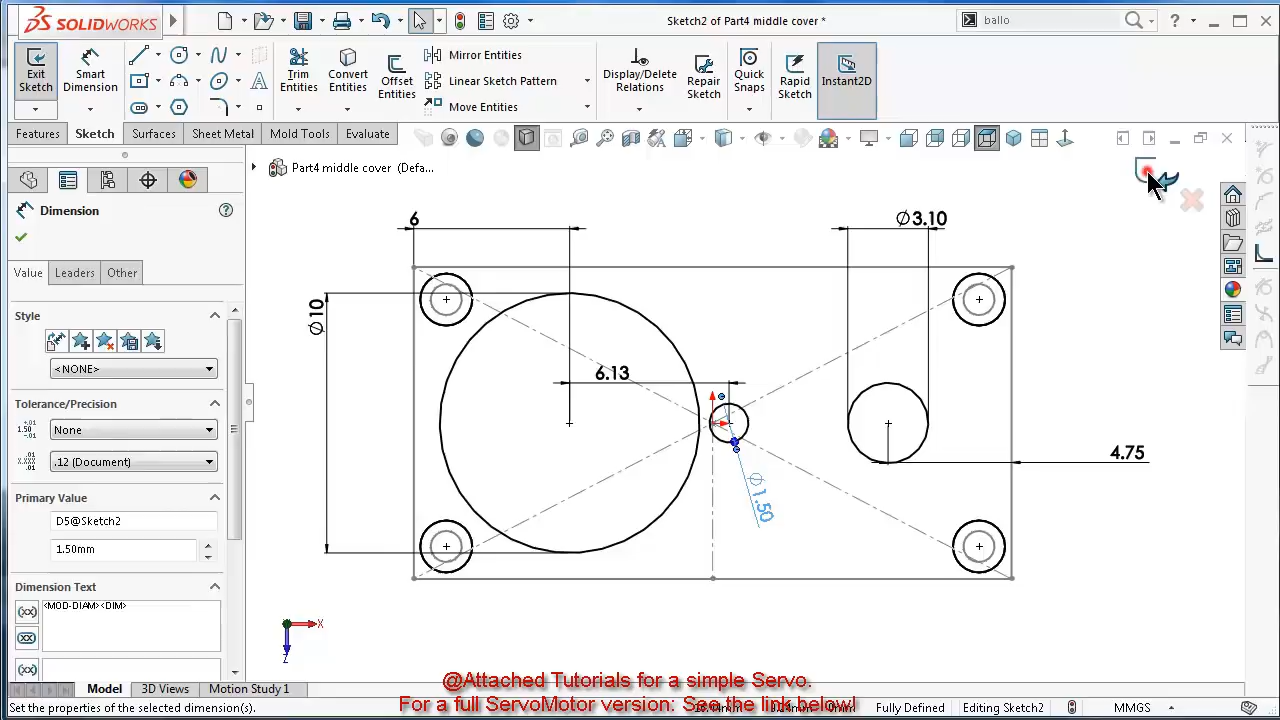 SOLIDWORKS
Sketch2 of Part4 middle cover *
ballo
Exit Sketch
Smart Dimension
Trim Entities
Convert Entities
Offset Entities
Mirror Entities
Linear Sketch Pattern
Move Entities
Display/Delete Relations
Repair Sketch
Quick Snaps
Rapid Sketch
Instant2D
Features
Sketch
Surfaces
Sheet Metal
Mold Tools
Evaluate
Part4 middle cover (Defa...
Dimension
Value
Leaders
Other
Style
<NONE>
Tolerance/Precision
None
.12 (Document)
Primary Value
D5@Sketch2
1.50mm
Dimension Text
<MOD-DIAM><DIM>
6
∅3.10
∅10
6.13
4.75
∅1.50
X
Z
@Attached Tutorials for a simple Servo.
For a full ServoMotor version: See the link below!
Model
3D Views
Motion Study 1
Set the properties of the selected dimension(s).
Fully Defined
Editing Sketch2
MMGS